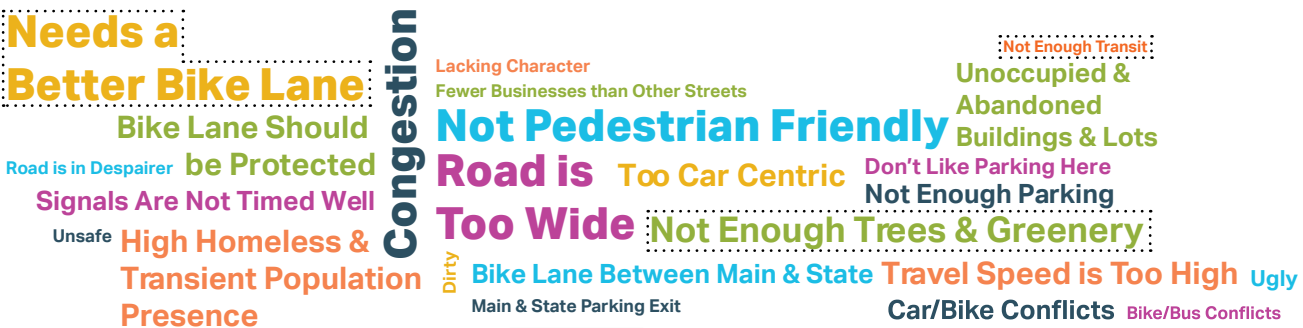 Needs a
Better Bike Lane
Bike Lane Should
be Protected
Road is in Despairer
Signals Are Not Timed Well
Unsafe
High Homeless &
Transient Population
Presence
Congestion
Lacking Character
Fewer Businesses than Other Streets
Not Pedestrian Friendly
Road is
Too Wide
Too Car Centric
Not Enough Transit
Unoccupied &
Abandoned
Buildings & Lots
Don't Like Parking Here
Not Enough Parking
Not Enough Trees & Greenery
Dirty
Bike Lane Between Main & State
Travel Speed is Too High
Ugly
Main & State Parking Exit
Car/Bike Conflicts
Bike/Bus Conflicts